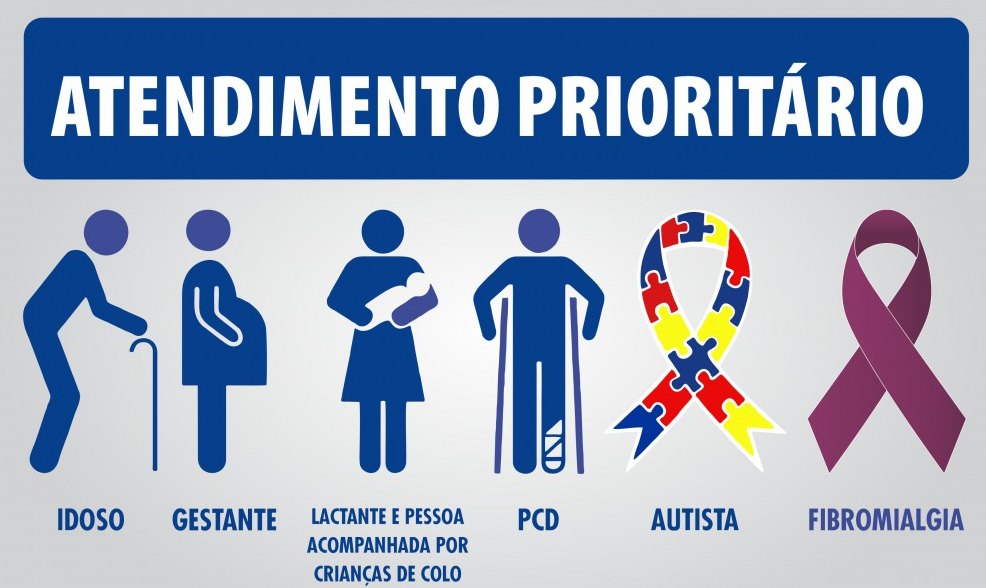 ATENDIMENTO PRIORITÁRIO
IDOSO
GESTANTE
LACTANTE E PESSOA
ACOMPANHADA POR
CRIANÇAS DE COLO
PCD
AUTISTA
FIBROMIALGIA